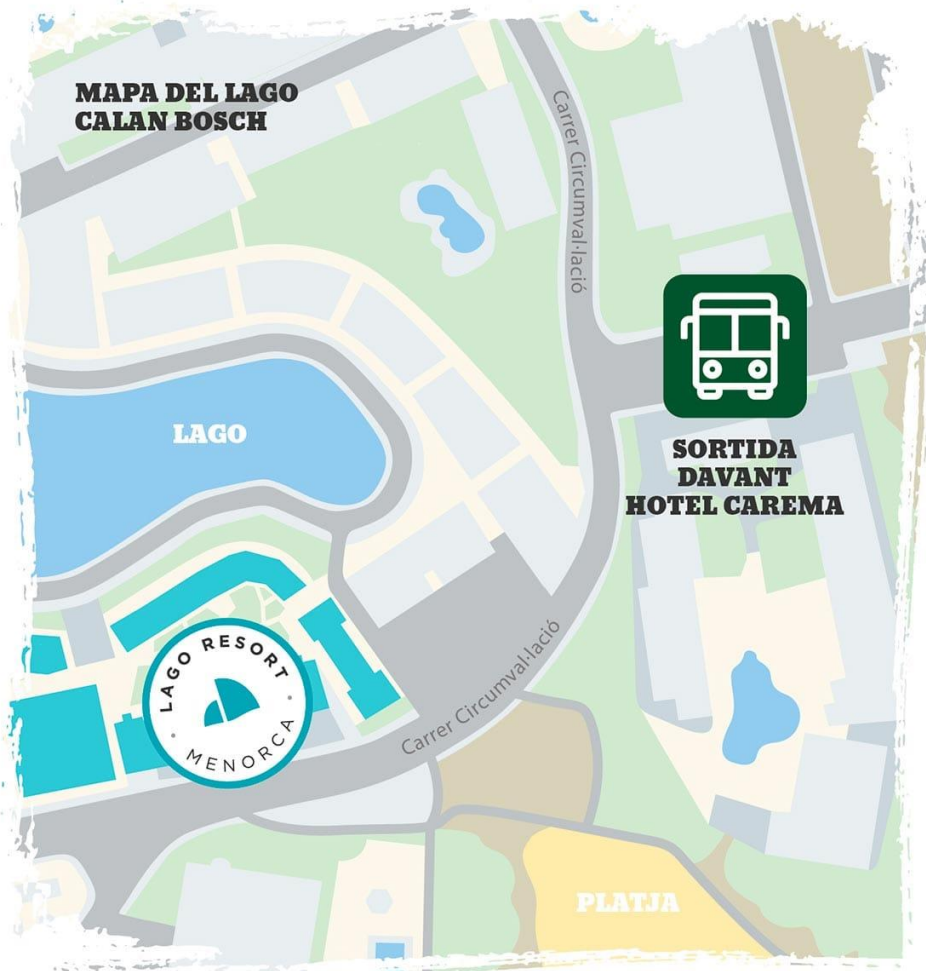 MAPA DEL LAGO
CALAN BOSCH
Carrer Circumval·lació
LAGO
SORTIDA
DAVANT
HOTEL CAREMA
LAGO RESORT
MENORCA
Carrer Circumval·lació
PLATJA